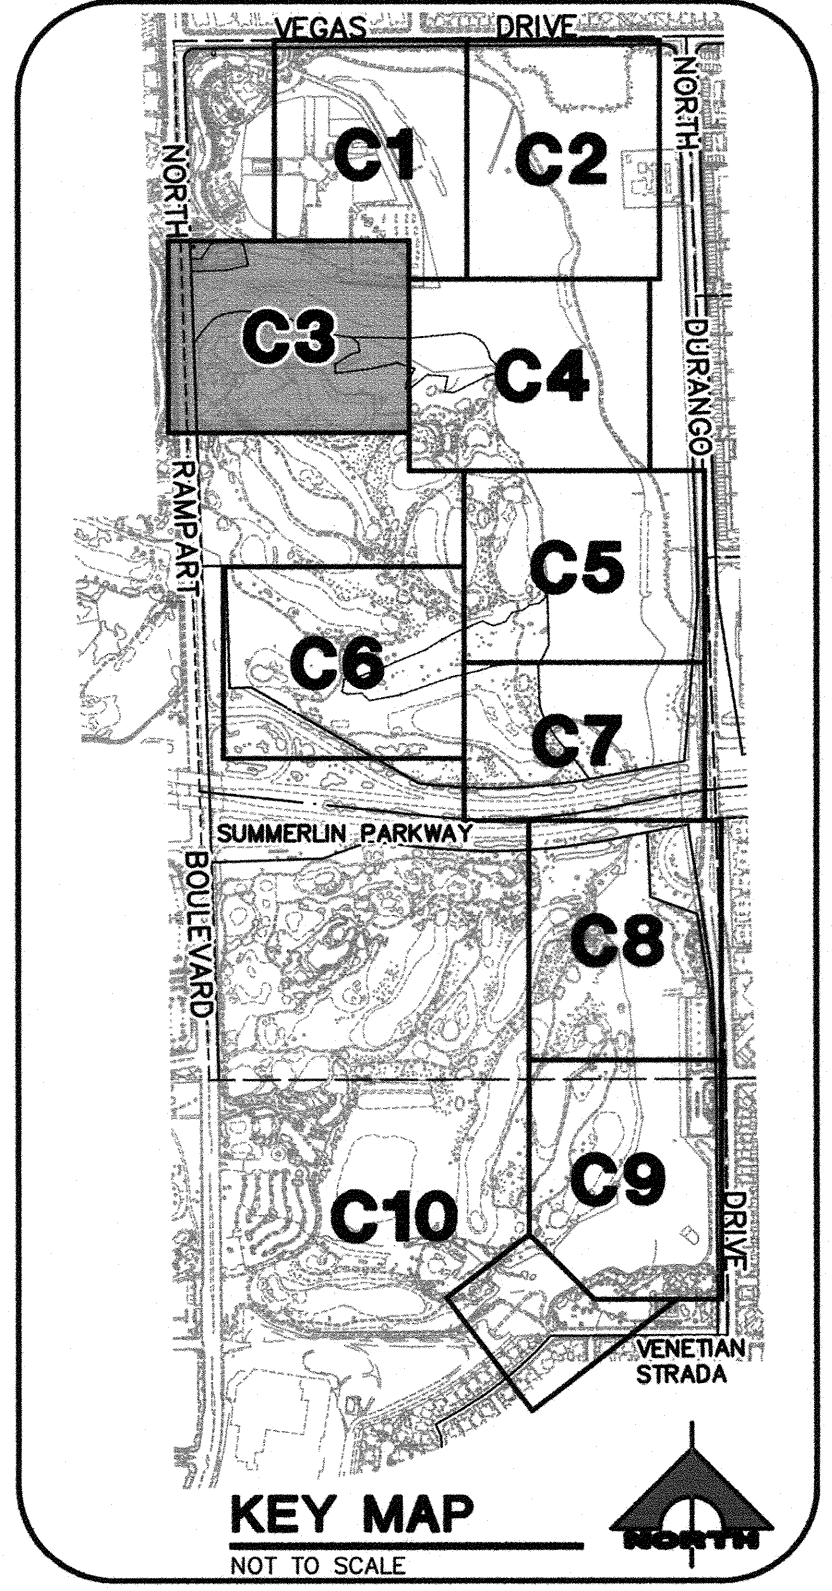 VEGAS DRIVE
NORTH
NORTH
C1
C2
C3
C4
DURANGO
RAMPART
C5
C6
C7
SUMMERLIN PARKWAY
BOULEVARD
C8
C9
C10
DRIVE
VENETIAN
STRADA
KEY MAP
NOT TO SCALE
NORTH